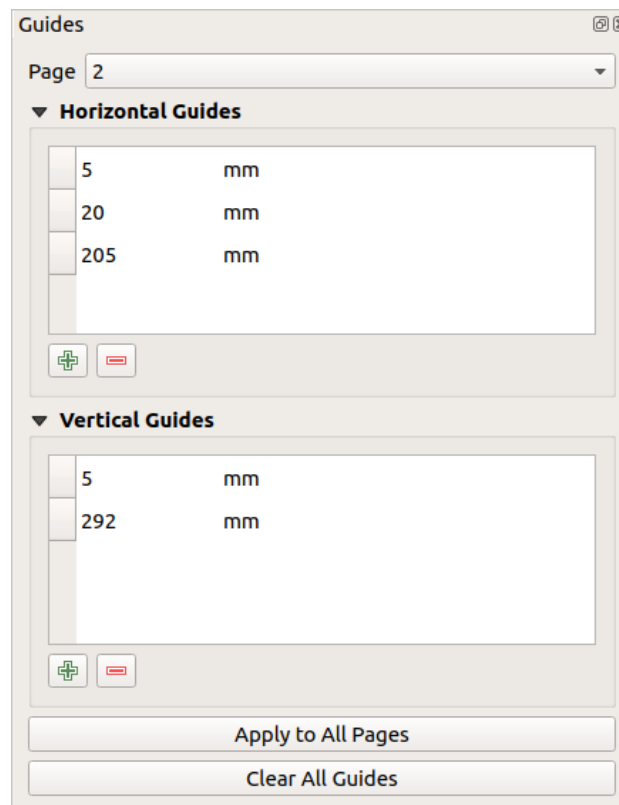 Guides
Page 2
Horizontal Guides
5 mm
20 mm
205 mm
Vertical Guides
5 mm
292 mm
Apply to All Pages
Clear All Guides